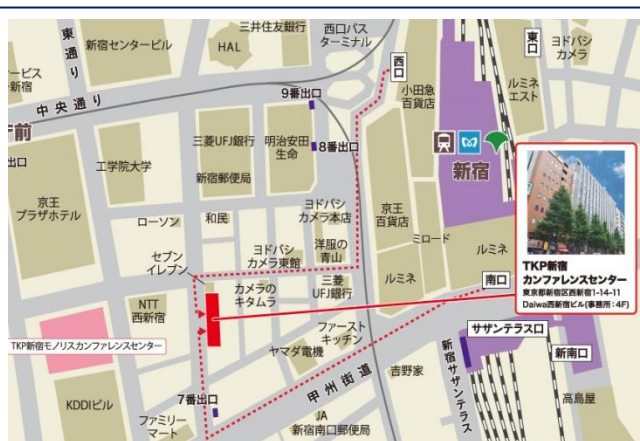 東通り
新宿センタービル
HAL
三井住友銀行
西口バス
ターミナル
西口
小田急
百貨店
東口
ヨドバシ
カメラ
ルミネ
エスト
ービス
新宿
中央通り
9番出口
8番出口
前
出口
工学院大学
三菱UFJ銀行
新宿郵便局
明治安田
生命
新宿
京王
プラザホテル
ローソン
和民
ヨドバシ
カメラ本店
京王
百貨店
ミロード
ルミネ
セブン
イレブン
ヨドバシ
カメラ東館
洋服の
青山
ルミネ
南口
NTT
西新宿
カメラの
キタムラ
三菱
UFJ銀行
TKP新宿
カンファレンスセンター
東京都新宿区西新宿1-14-11
Daiwa西新宿ビル(事務所:4F)
TKP新宿モノリスカンファレンスセンター
ファースト
キッチン
ヤマダ電機
サザンテラス口
新南口
甲州街道
吉野家
新宿サザンテラス
高島屋
KDDIビル
7番出口
ファミリー
マート
JA
新宿南口郵便局